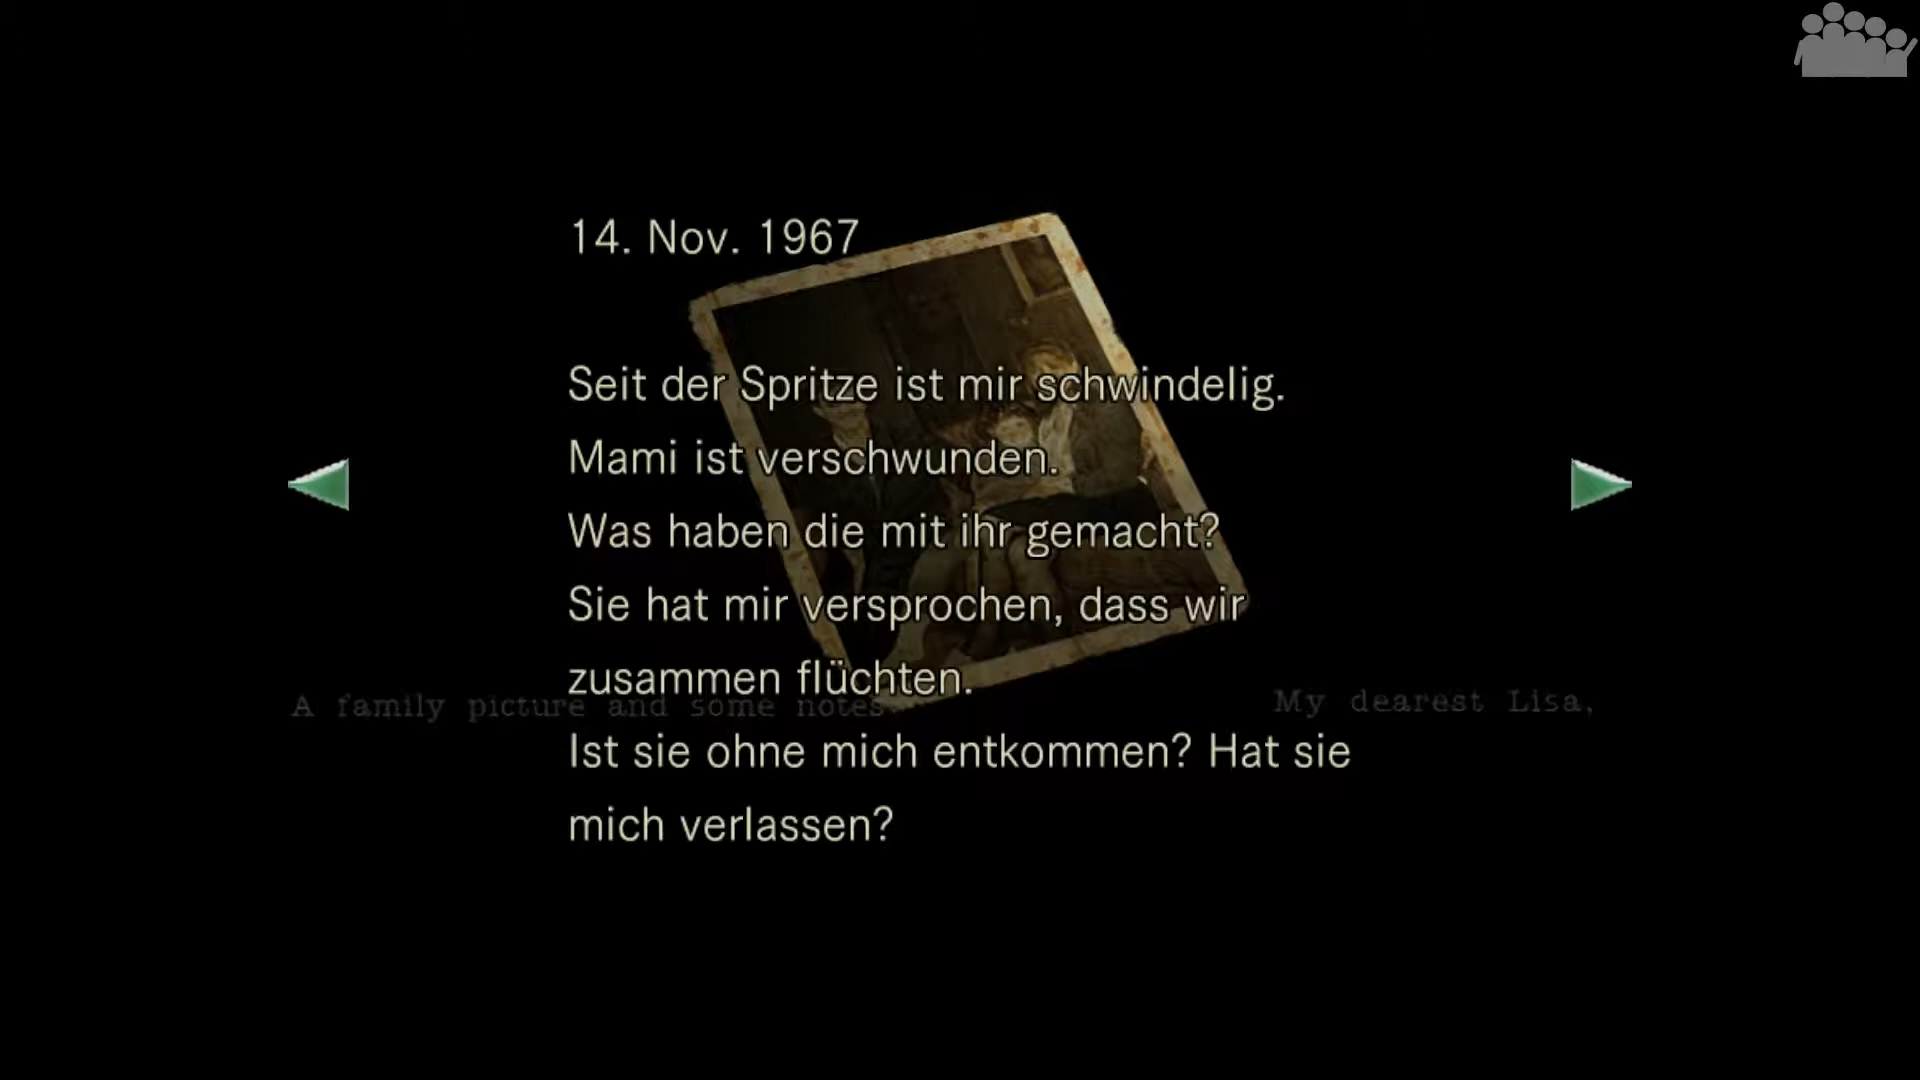 14. Nov. 1967
Seit der Spritze ist mir schwindelig.
Mami ist verschwunden.
Was haben die mit ihr gemacht?
Sie hat mir versprochen, dass wir
zusammen flüchten.
A family picture and some notes
My dearest Lisa,
Ist sie ohne mich entkommen? Hat sie
mich verlassen?